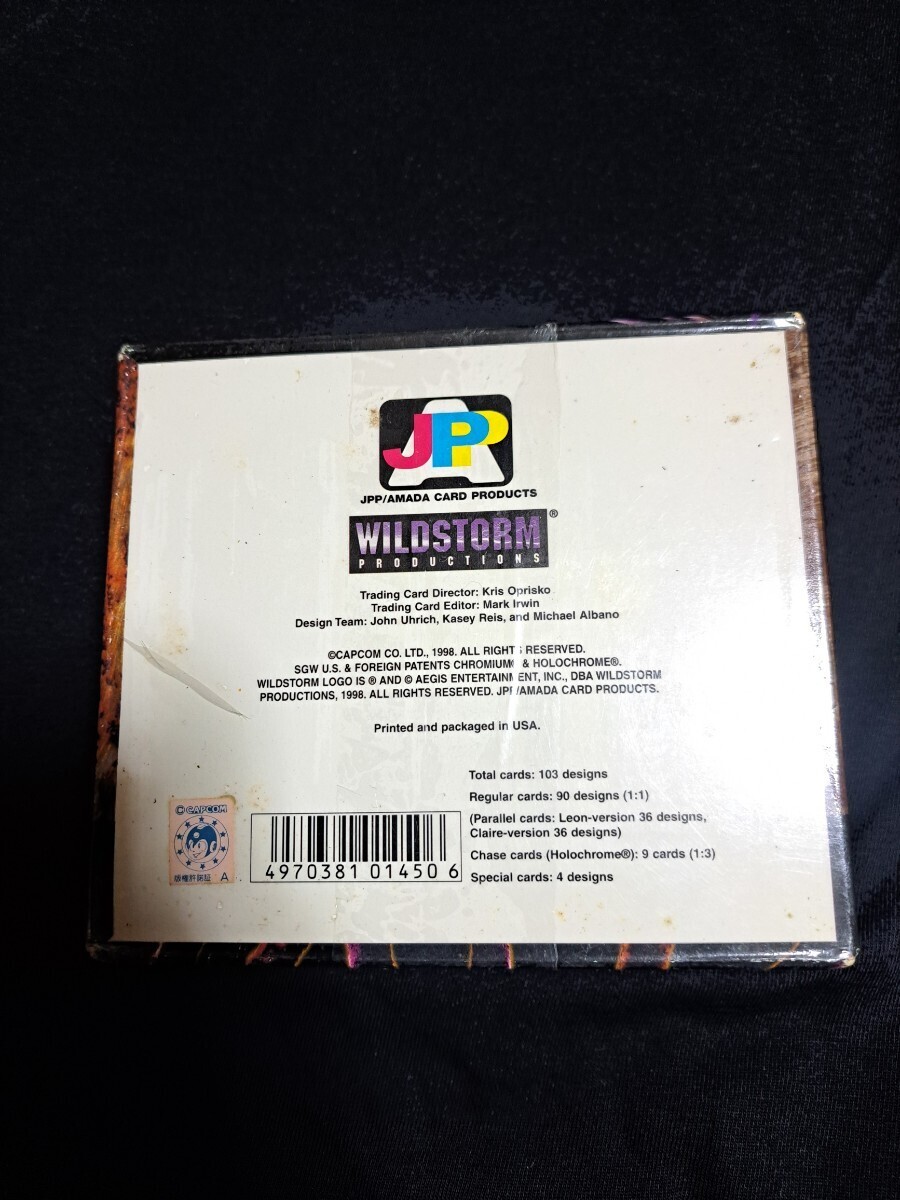 JPP
JPP/AMADA CARD PRODUCTS
WILDSTORM®
PRODUCTIONS
Trading Card Director: Kris Oprisko
Trading Card Editor: Mark Irwin
Design Team: John Uhrich, Kasey Reis, and Michael Albano
©CAPCOM CO. LTD., 1998. ALL RIGHTS RESERVED.
SGW U.S. & FOREIGN PATENTS CHROMIUM® & HOLOCHROME®.
WILDSTORM LOGO IS ® AND © AEGIS ENTERTAINMENT, INC., DBA WILDSTORM
PRODUCTIONS, 1998. ALL RIGHTS RESERVED. JPP/AMADA CARD PRODUCTS.
Printed and packaged in USA.
Total cards: 103 designs
Regular cards: 90 designs (1:1)
(Parallel cards: Leon-version 36 designs,
Claire-version 36 designs)
Chase cards (Holochrome®): 9 cards (1:3)
Special cards: 4 designs
©CAPCOM
版権許諾証 A
4970381 01450 6